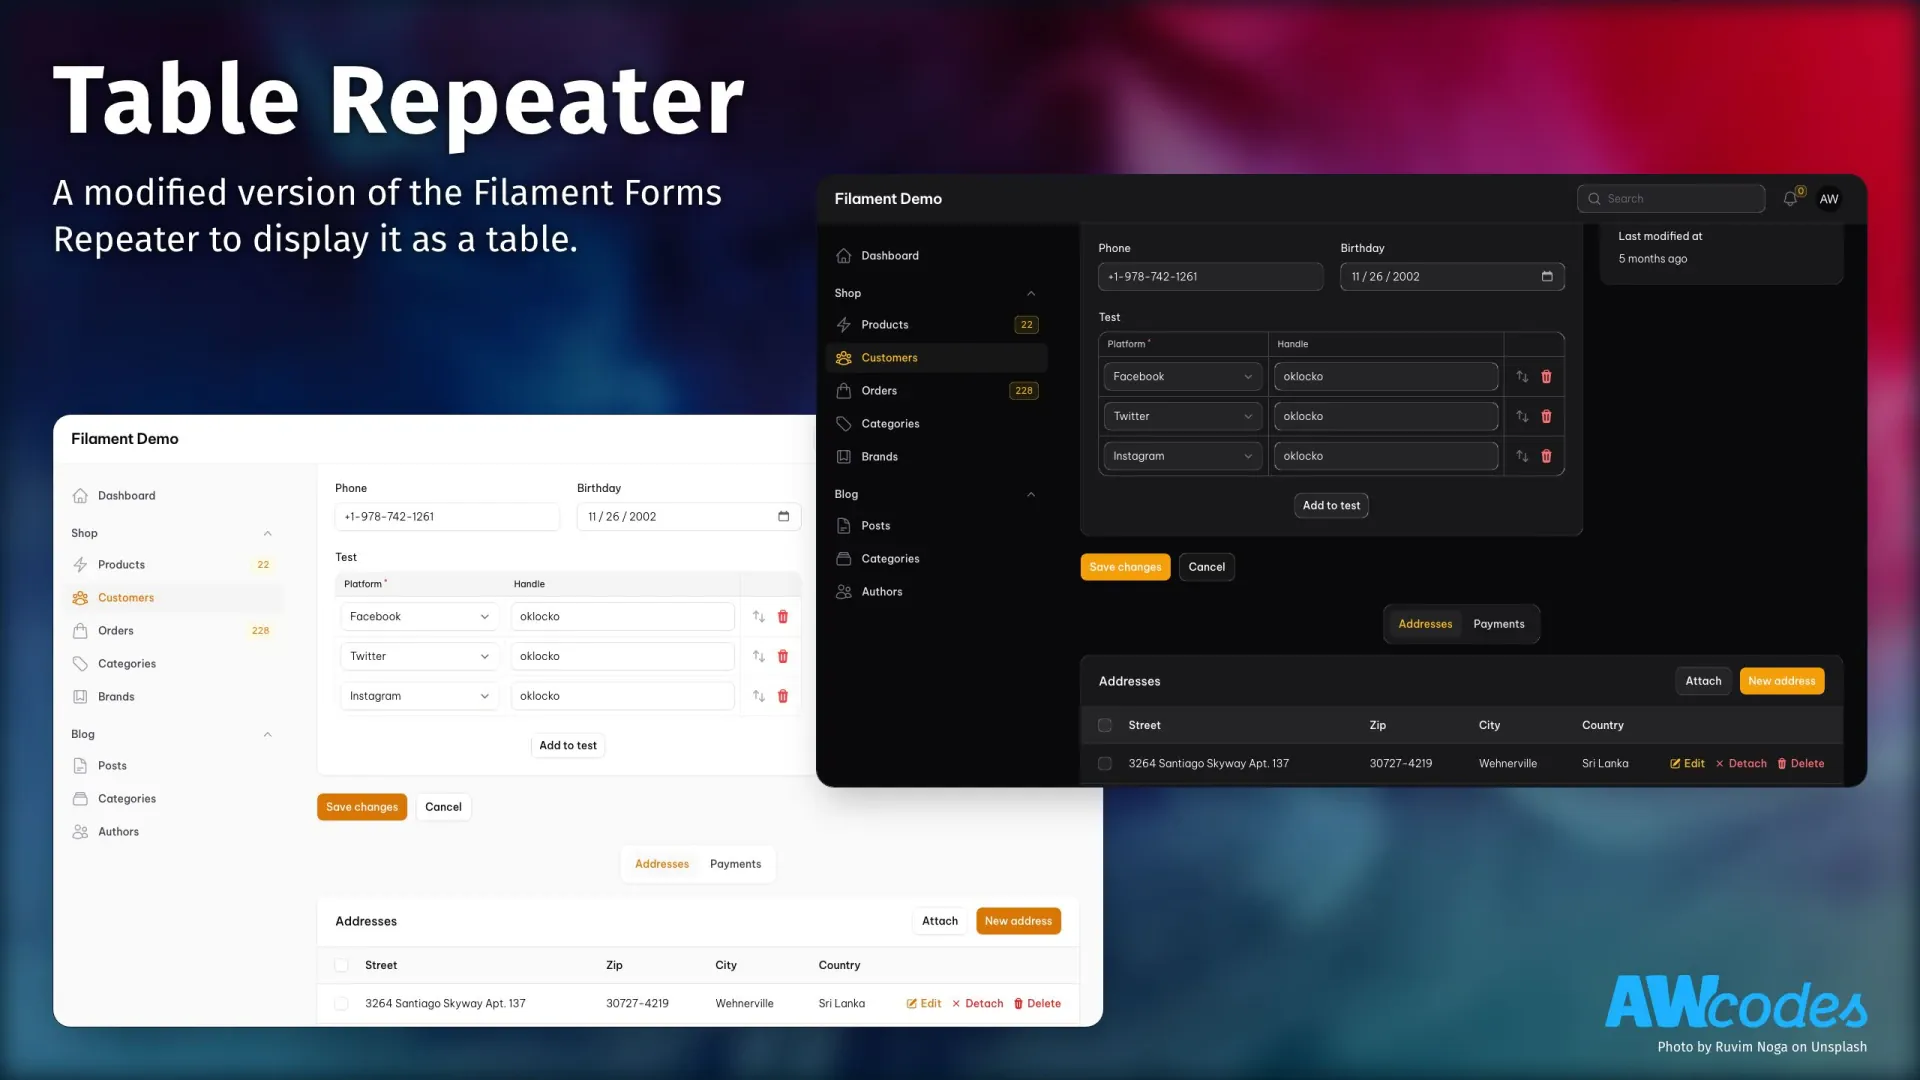 Table Repeater
A modified version of the Filament Forms
Repeater to display it as a table.
Filament Demo
Dashboard
Shop
Products 22
Customers
Orders 228
Categories
Brands
Blog
Posts
Categories
Authors
Phone Birthday
+1-978-742-1261 11 / 26 / 2002
Test
Platform * Handle
Facebook oklocko
Twitter oklocko
Instagram oklocko
Add to test
Save changes Cancel
Addresses Payments
Addresses Attach New address
Street Zip City Country
3264 Santiago Skyway Apt. 137 30727-4219 Wehnerville Sri Lanka Edit Detach Delete
Filament Demo Search 0 AW
Dashboard
Shop
Products 22
Customers
Orders 228
Categories
Brands
Blog
Posts
Categories
Authors
Phone Birthday
+1-978-742-1261 11 / 26 / 2002
Last modified at
5 months ago
Test
Platform * Handle
Facebook oklocko
Twitter oklocko
Instagram oklocko
Add to test
Save changes Cancel
Addresses Payments
Addresses Attach New address
Street Zip City Country
3264 Santiago Skyway Apt. 137 30727-4219 Wehnerville Sri Lanka Edit Detach Delete
AWcodes
Photo by Ruvim Noga on Unsplash